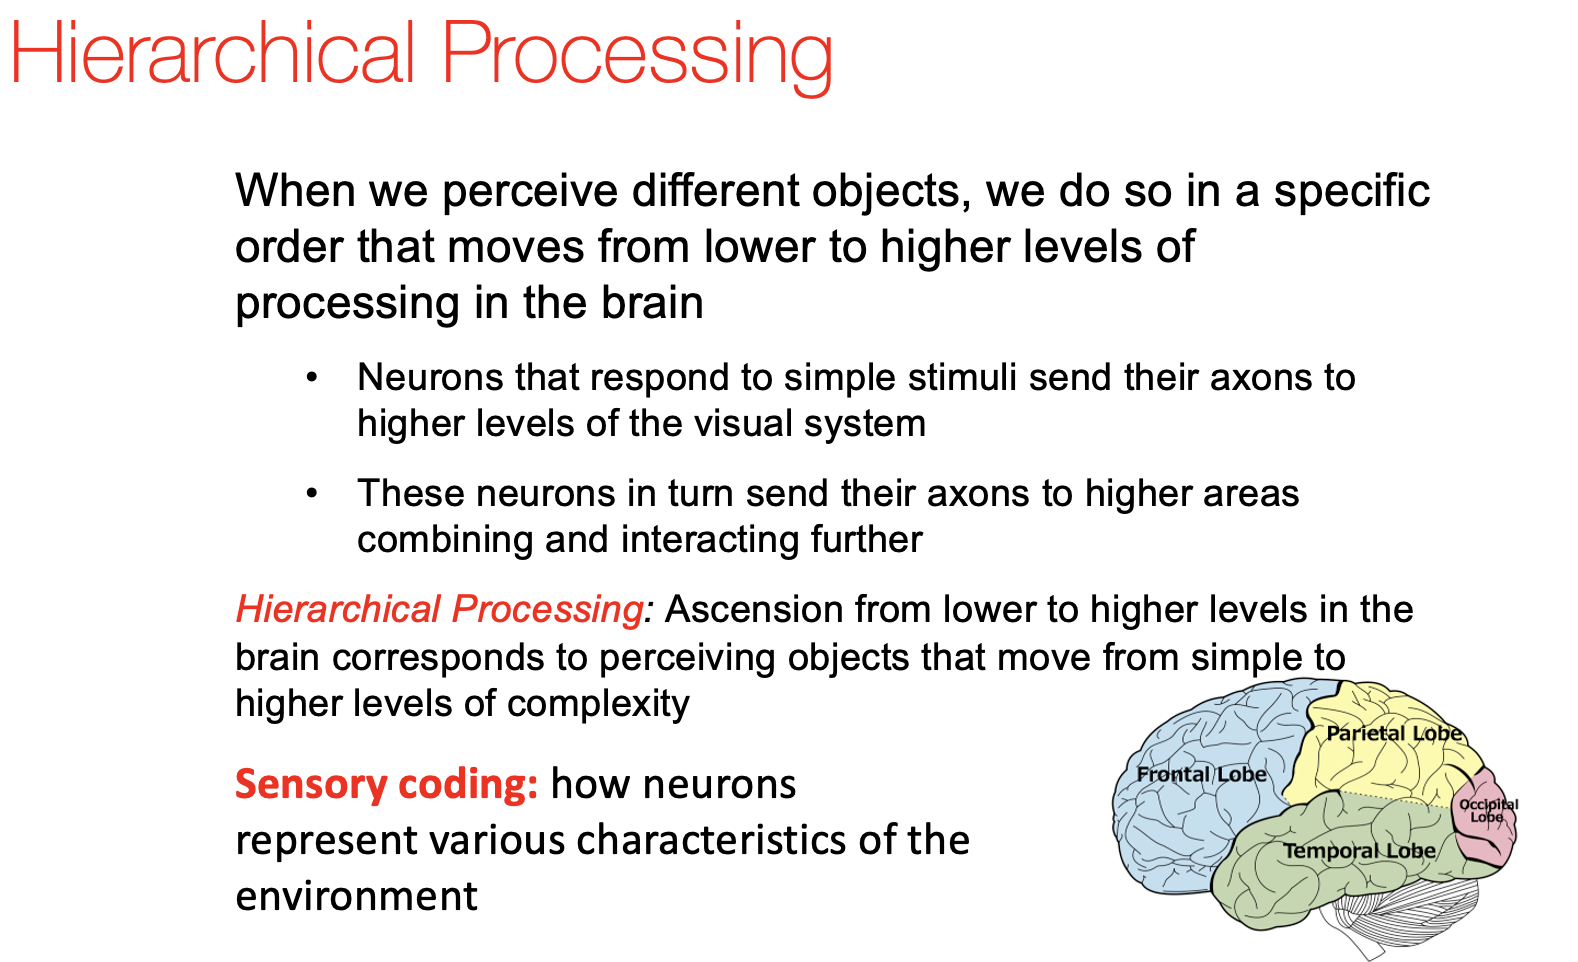 Hierarchical Processing
When we perceive different objects, we do so in a specific
order that moves from lower to higher levels of
processing in the brain
• Neurons that respond to simple stimuli send their axons to
higher levels of the visual system
• These neurons in turn send their axons to higher areas
combining and interacting further
Hierarchical Processing: Ascension from lower to higher levels in the
brain corresponds to perceiving objects that move from simple to
higher levels of complexity
Sensory coding: how neurons
represent various characteristics of the
environment
Parietal Lobe
Frontal Lobe
Occipital
Lobe
Temporal Lobe